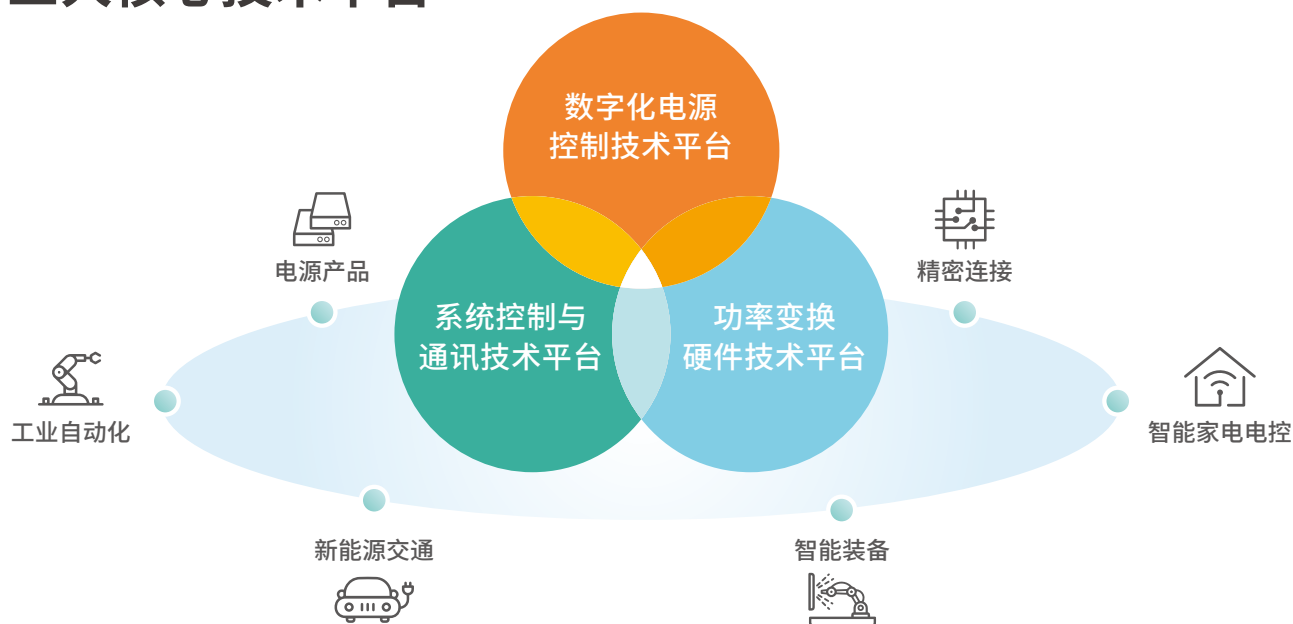 数字化电源
控制技术平台
电源产品
精密连接
系统控制与
通讯技术平台
功率变换
硬件技术平台
工业自动化
智能家电电控
新能源交通
智能装备